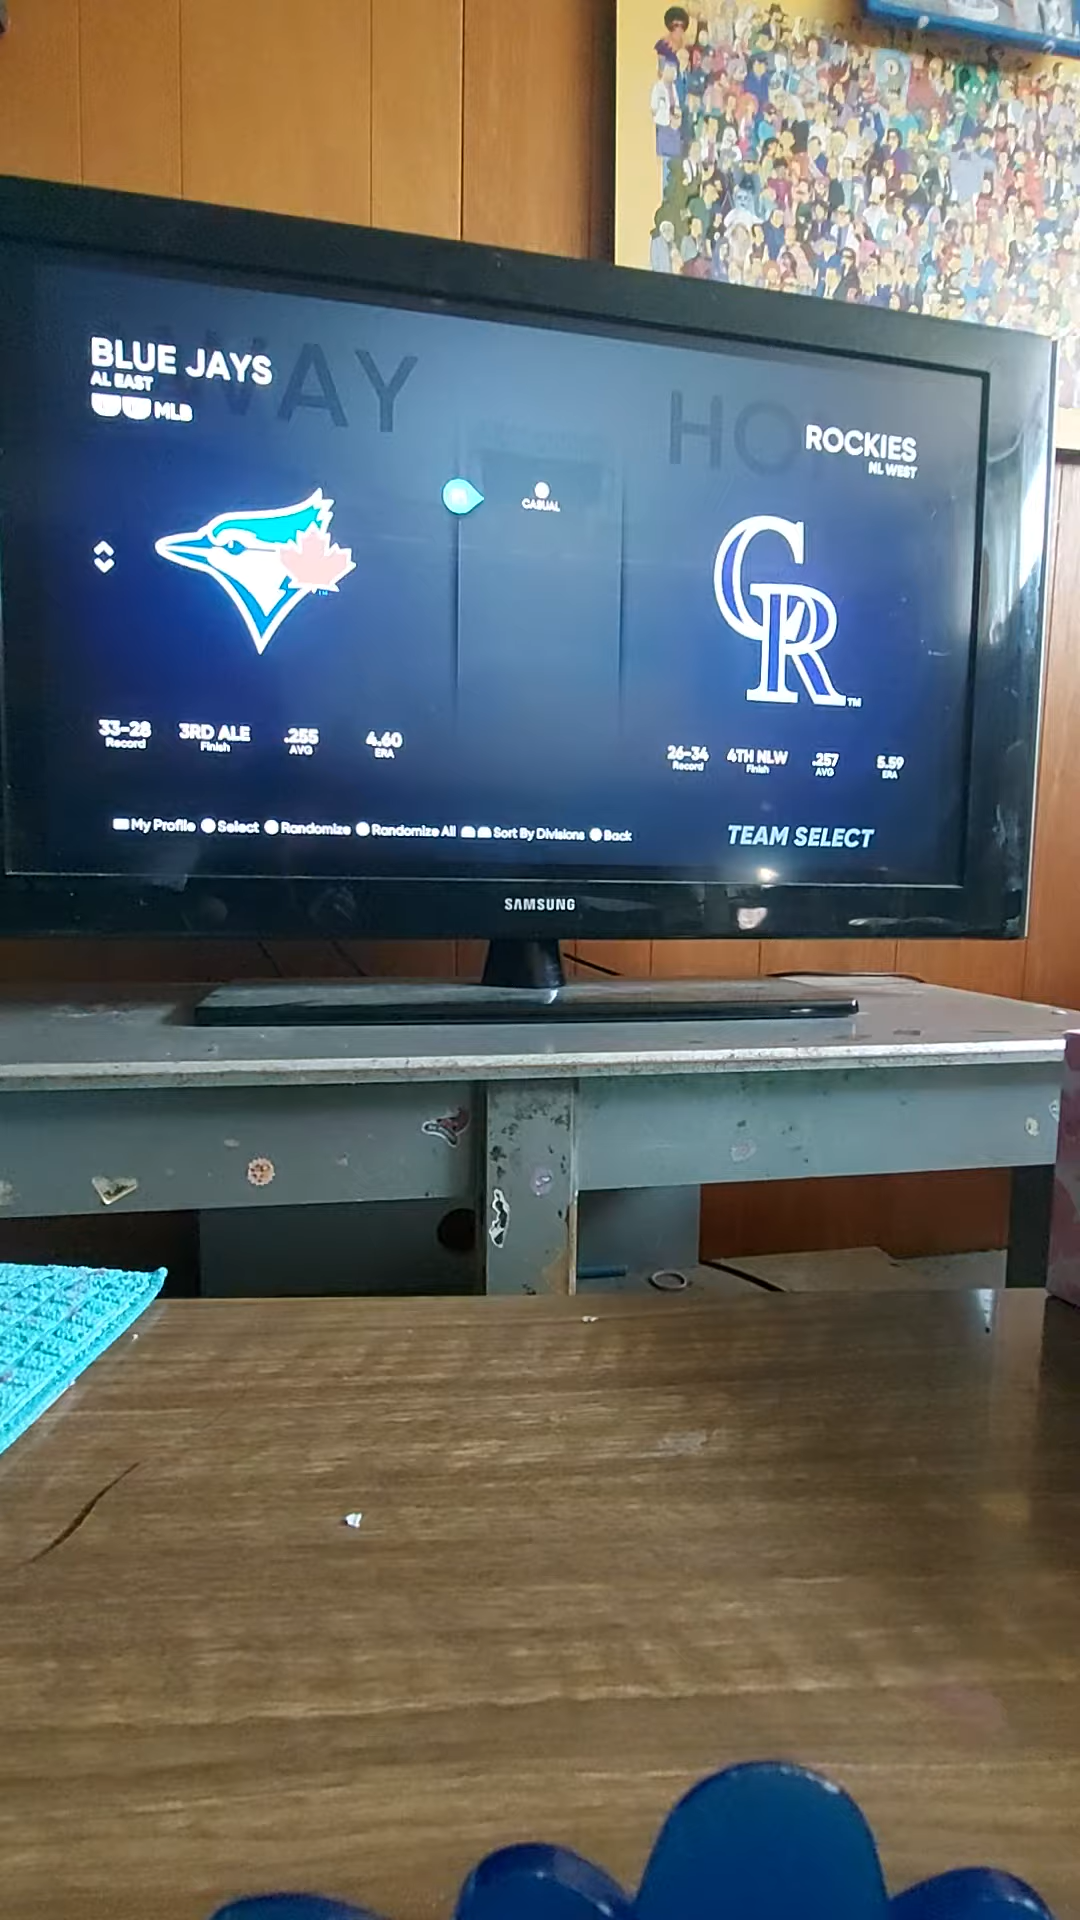 AWAY
BLUE JAYS
AL EAST
MLB
HO
ROCKIES
NL WEST
CASUAL
CR
TM
33-28 3RD ALE .255 4.60
Record Finish AVG ERA
26-34 4TH NLW .257 5.59
Record Finish AVG ERA
My Profile Select Randomize Randomize All Sort By Divisions Back
TEAM SELECT
SAMSUNG